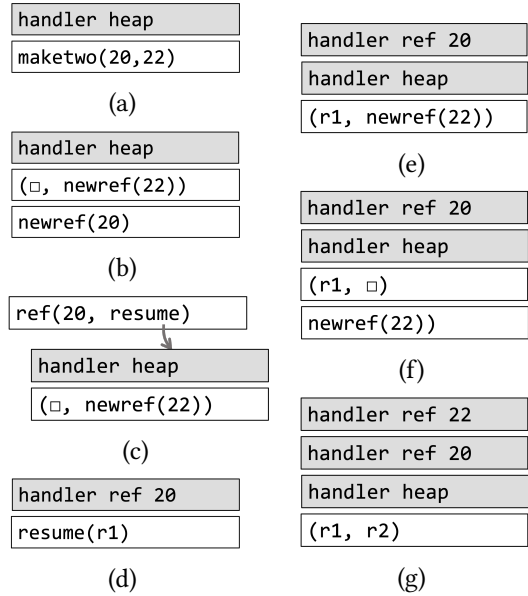 handler heap
maketwo(20,22)
(a)
handler heap
(□, newref(22))
newref(20)
(b)
ref(20, resume)
handler heap
(□, newref(22))
(c)
handler ref 20
resume(r1)
(d)
handler ref 20
handler heap
(r1, newref(22))
(e)
handler ref 20
handler heap
(r1, □)
newref(22))
(f)
handler ref 22
handler ref 20
handler heap
(r1, r2)
(g)